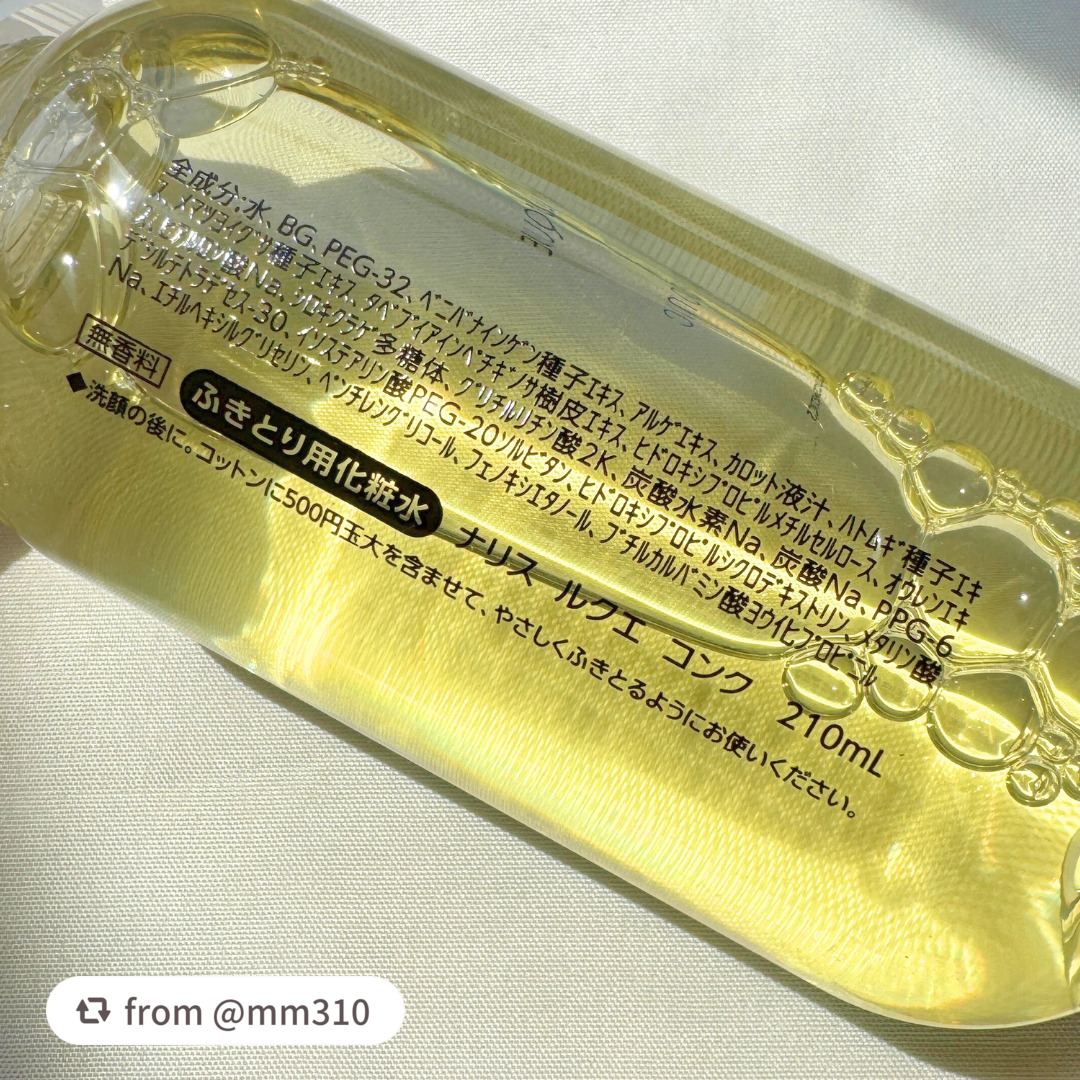 全成分:水、BG、PEG-32、ベニバナインゲン種子エキス、アルゲエキス、カロット液汁、ハトムギ種子エキ
ス、メマツヨイグサ種子エキス、タベブイアインペチギノサ樹皮エキス、ヒドロキシプロピルメチルセルロース、オウレンエキ
ス、ヒアルロン酸Na、シロキクラゲ多糖体、グリチルリチン酸2K、炭酸水素Na、炭酸Na、PPG-6
デシルテトラデセス-30、イソステアリン酸PEG-20ソルビタン、ヒドロキシプロピルシクロデキストリン、メタリン酸
Na、エチルヘキシルグリセリン、ペンチレングリコール、フェノキシエタノール、ブチルカルバミン酸ヨウ化プロピニル
無香料 ふきとり用化粧水 ナリス ルクエ コンク 210mL
◆洗顔の後に。コットンに500円玉大を含ませて、やさしくふきとるようにお使いください。
from @mm310